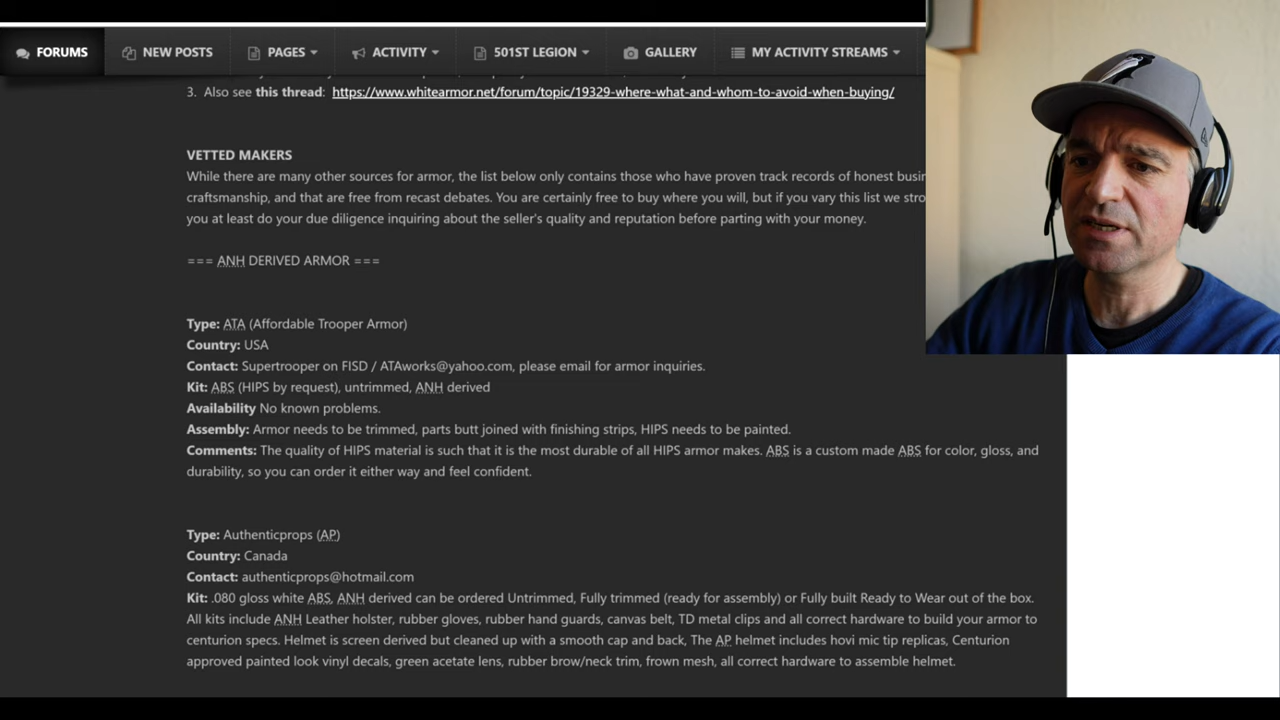 FORUMS NEW POSTS PAGES ACTIVITY 501ST LEGION GALLERY MY ACTIVITY STREAMS
3. Also see this thread: https://www.whitearmor.net/forum/topic/19329-where-what-and-whom-to-avoid-when-buying/
VETTED MAKERS
While there are many other sources for armor, the list below only contains those who have proven track records of honest
craftsmanship, and that are free from recast debates. You are certainly free to buy where you will, but if you vary this list we
you at least do your due diligence inquiring about the seller's quality and reputation before parting with your money.
=== ANH DERIVED ARMOR ===
Type: ATA (Affordable Trooper Armor)
Country: USA
Contact: Supertrooper on FISD / ATAworks@yahoo.com, please email for armor inquiries.
Kit: ABS (HIPS by request), untrimmed, ANH derived
Availability No known problems.
Assembly: Armor needs to be trimmed, parts butt joined with finishing strips, HIPS needs to be painted.
Comments: The quality of HIPS material is such that it is the most durable of all HIPS armor makes. ABS is a custom made ABS for color, gloss, and
durability, so you can order it either way and feel confident.
Type: Authenticprops (AP)
Country: Canada
Contact: authenticprops@hotmail.com
Kit: .080 gloss white ABS, ANH derived can be ordered Untrimmed, Fully trimmed (ready for assembly) or Fully built Ready to Wear out of the box.
All kits include ANH Leather holster, rubber gloves, rubber hand guards, canvas belt, TD metal clips and all correct hardware to build your armor to
centurion specs. Helmet is screen derived but cleaned up with a smooth cap and back, The AP helmet includes hovi mic tip replicas, Centurion
approved painted look vinyl decals, green acetate lens, rubber brow/neck trim, frown mesh, all correct hardware to assemble helmet.